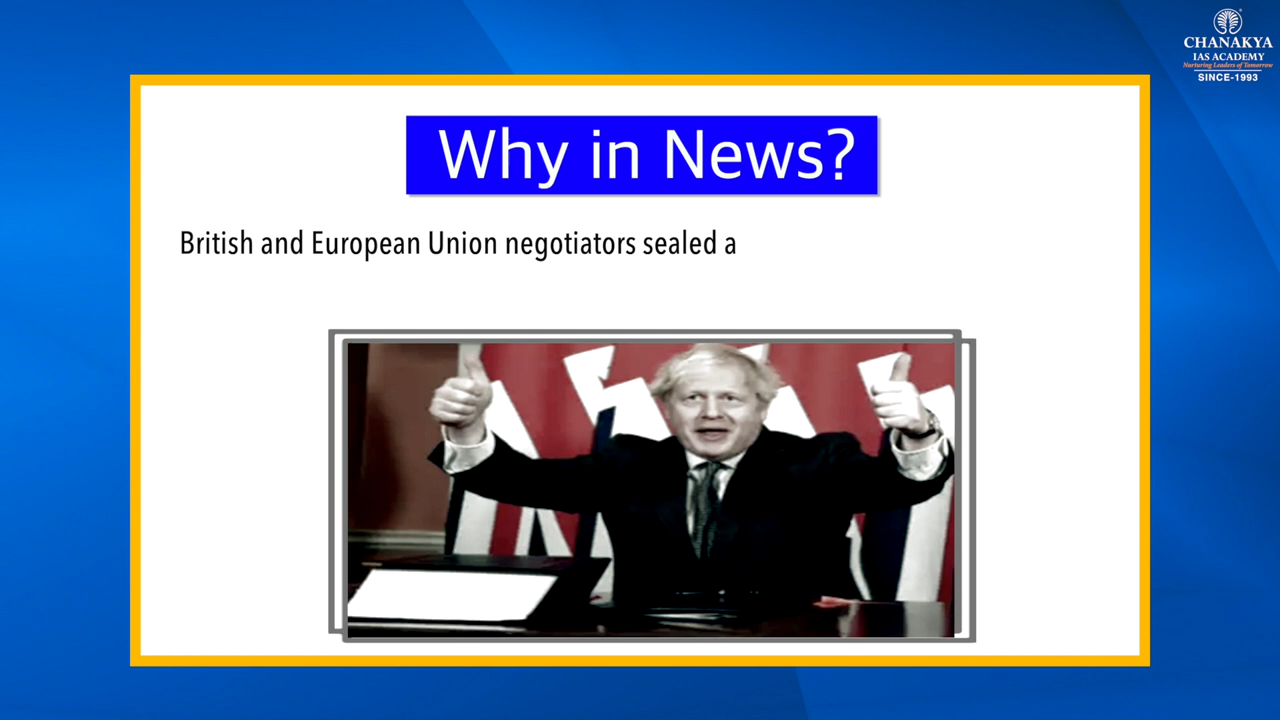 CHANAKYA
IAS ACADEMY
Nurturing Leaders of Tomorrow
SINCE-1993
Why in News?
British and European Union negotiators sealed a